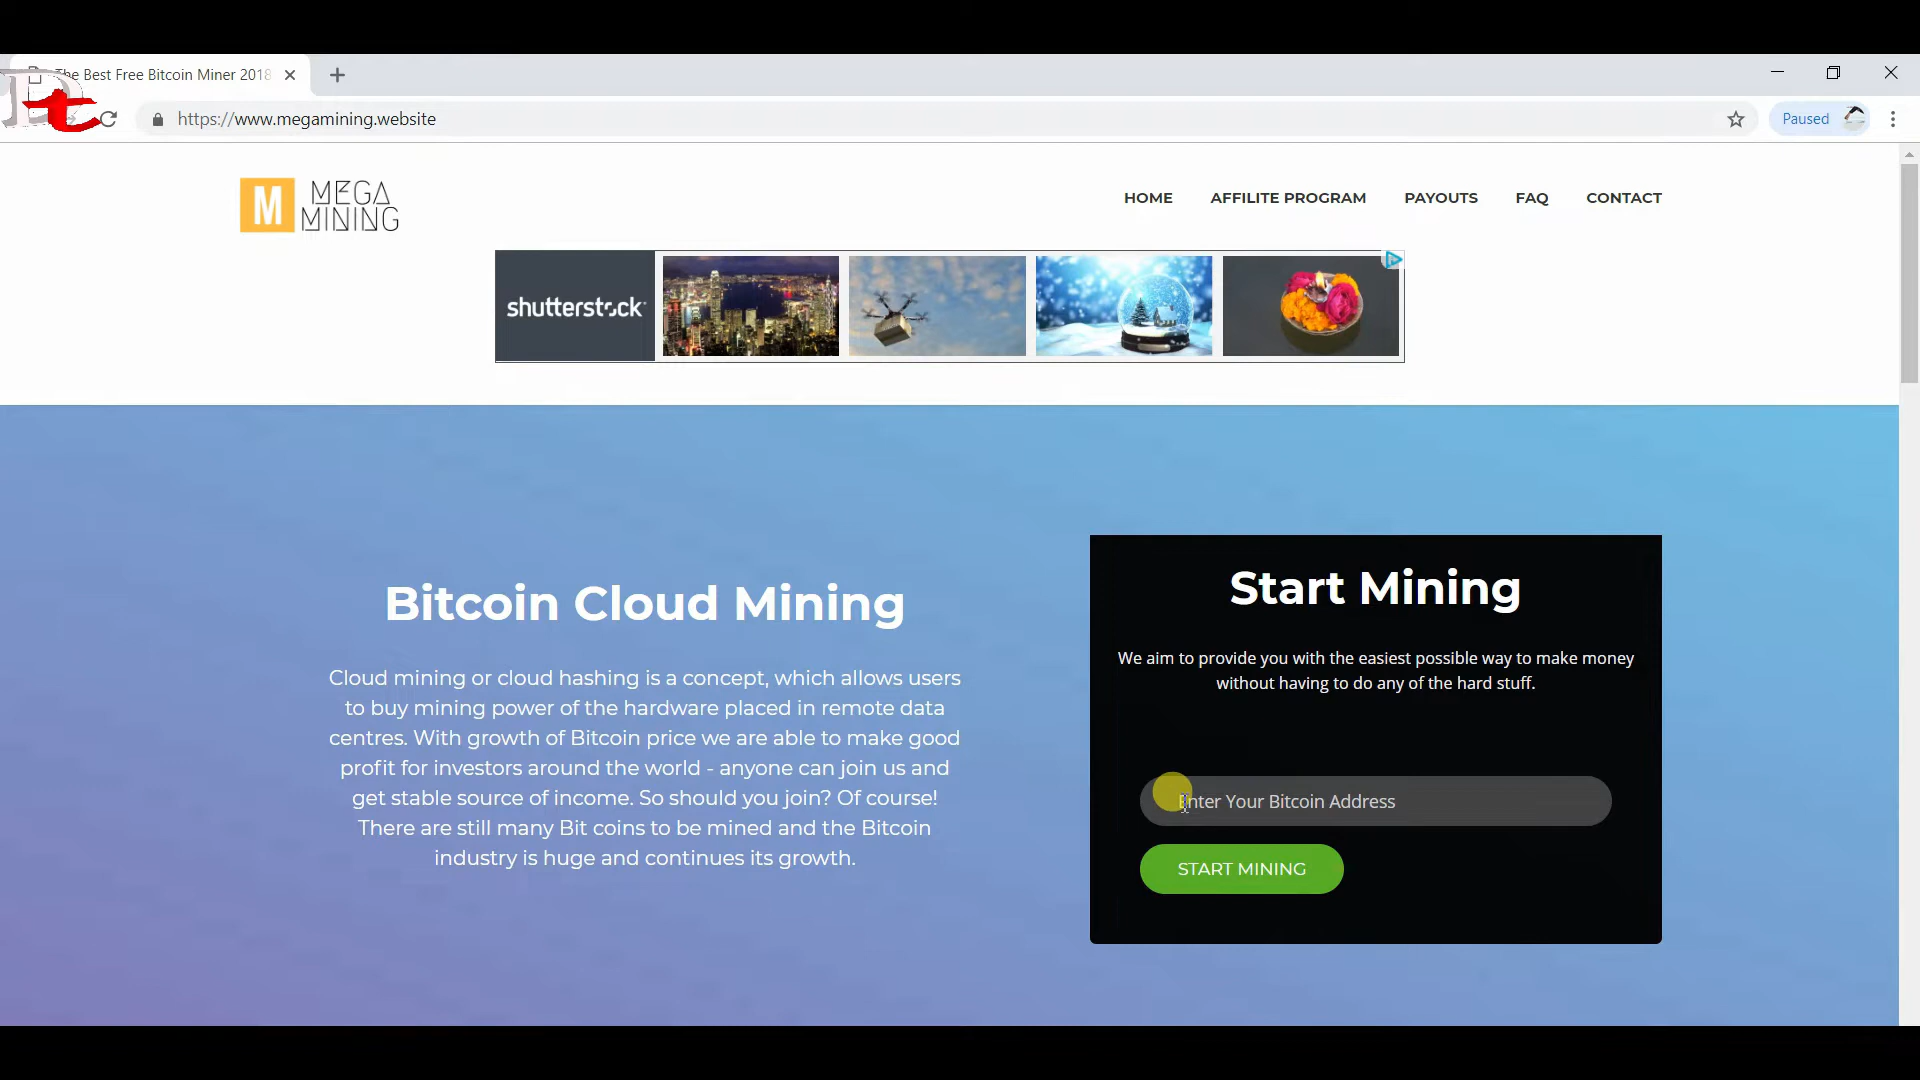 The Best Free Bitcoin Miner 2018
https://www.megamining.website
Paused
M MEGA
MINING
HOME AFFILITE PROGRAM PAYOUTS FAQ CONTACT
shutterstock
Bitcoin Cloud Mining
Cloud mining or cloud hashing is a concept, which allows users
to buy mining power of the hardware placed in remote data
centres. With growth of Bitcoin price we are able to make good
profit for investors around the world - anyone can join us and
get stable source of income. So should you join? Of course!
There are still many Bit coins to be mined and the Bitcoin
industry is huge and continues its growth.
Start Mining
We aim to provide you with the easiest possible way to make money
without having to do any of the hard stuff.
Enter Your Bitcoin Address
START MINING